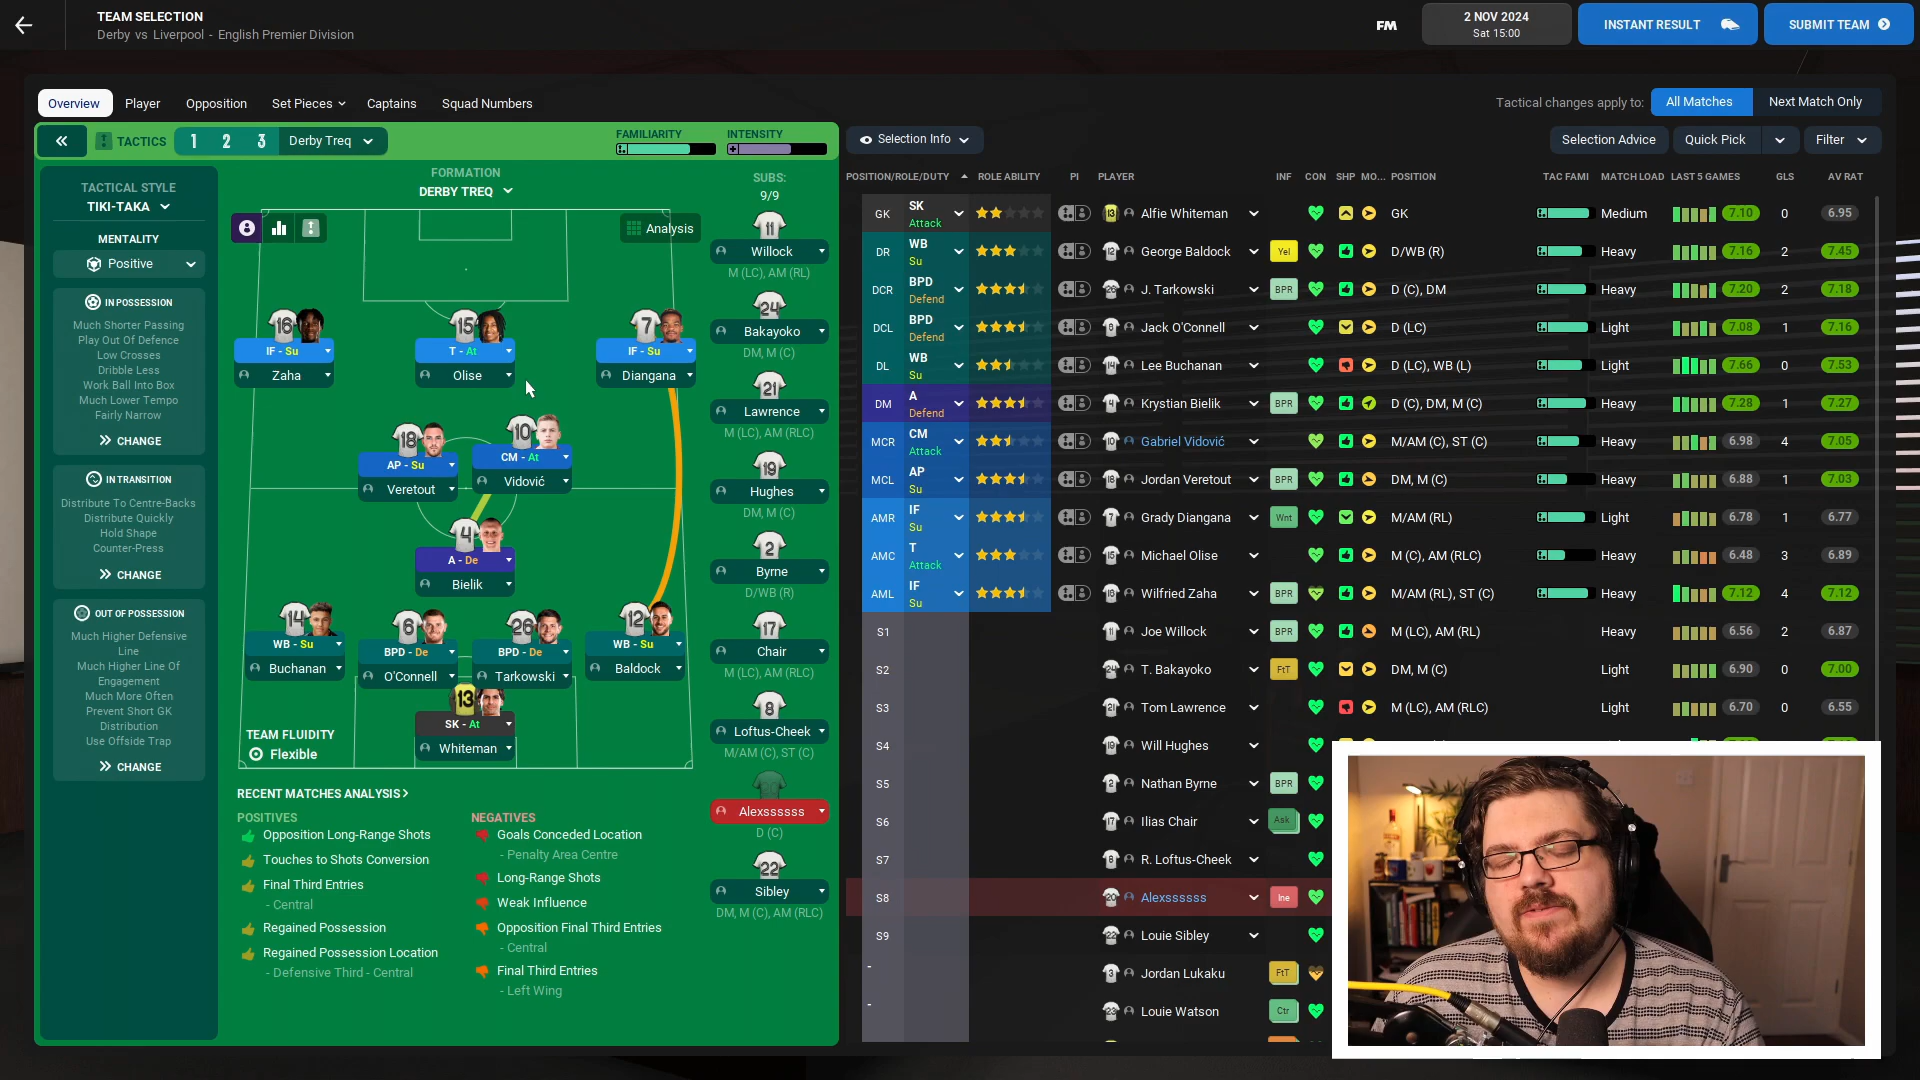 TEAM SELECTION
Derby vs Liverpool - English Premier Division
FM
2 NOV 2024
Sat 15:00
INSTANT RESULT
SUBMIT TEAM
Overview
Player
Opposition
Set Pieces
Captains
Squad Numbers
Tactical changes apply to:
All Matches
Next Match Only
TACTICS
1 2 3
Derby Treq
FAMILIARITY
INTENSITY
Selection Info
Selection Advice
Quick Pick
Filter
TACTICAL STYLE
TIKI-TAKA
MENTALITY
Positive
IN POSSESSION
Much Shorter Passing
Play Out Of Defence
Low Crosses
Dribble Less
Work Ball Into Box
Much Lower Tempo
Fairly Narrow
CHANGE
IN TRANSITION
Distribute To Centre-Backs
Distribute Quickly
Hold Shape
Counter-Press
CHANGE
OUT OF POSSESSION
Much Higher Defensive
Line
Much Higher Line Of
Engagement
Much More Often
Prevent Short GK
Distribution
Use Offside Trap
CHANGE
FORMATION
DERBY TREQ
Analysis
16
IF - Su
Zaha
15
T - At
Olise
7
IF - Su
Diangana
18
AP - Su
Veretout
10
CM - At
Vidović
4
A - De
Bielik
14
WB - Su
Buchanan
6
BPD - De
O'Connell
26
BPD - De
Tarkowski
12
WB - Su
Baldock
13
SK - At
Whiteman
TEAM FLUIDITY
Flexible
RECENT MATCHES ANALYSIS
POSITIVES
Opposition Long-Range Shots
Touches to Shots Conversion
Final Third Entries
- Central
Regained Possession
Regained Possession Location
- Defensive Third - Central
NEGATIVES
Goals Conceded Location
- Penalty Area Centre
Long-Range Shots
Weak Influence
Opposition Final Third Entries
- Central
Final Third Entries
- Left Wing
SUBS:
9/9
11
Willock
M (LC), AM (RL)
24
Bakayoko
DM, M (C)
21
Lawrence
M (LC), AM (RLC)
19
Hughes
DM, M (C)
2
Byrne
D/WB (R)
17
Chair
M (LC), AM (RLC)
8
Loftus-Cheek
M/AM (C), ST (C)
20
Alexssssss
D (C)
22
Sibley
DM, M (C), AM (RLC)
POSITION/ROLE/DUTY ROLE ABILITY PI PLAYER INF CON SHP MO... POSITION TAC FAMI MATCH LOAD LAST 5 GAMES GLS AV RAT
GK SK Attack Alfie Whiteman GK Medium 7.10 0 6.95
DR WB Su George Baldock Yel D/WB (R) Heavy 7.16 2 7.45
DCR BPD Defend J. Tarkowski BPR D (C), DM Heavy 7.20 2 7.18
DCL BPD Defend Jack O'Connell D (LC) Light 7.08 1 7.16
DL WB Su Lee Buchanan D (LC), WB (L) Light 7.66 0 7.53
DM A Defend Krystian Bielik BPR D (C), DM, M (C) Heavy 7.28 1 7.27
MCR CM Attack Gabriel Vidović M/AM (C), ST (C) Heavy 6.98 4 7.05
MCL AP Su Jordan Veretout BPR DM, M (C) Heavy 6.88 1 7.03
AMR IF Su Grady Diangana Wnt M/AM (RL) Light 6.78 1 6.77
AMC T Attack Michael Olise M (C), AM (RLC) Heavy 6.48 3 6.89
AML IF Su Wilfried Zaha BPR M/AM (RL), ST (C) Heavy 7.12 4 7.12
S1 Joe Willock BPR M (LC), AM (RL) Heavy 6.56 2 6.87
S2 T. Bakayoko FtT DM, M (C) Light 6.90 0 7.00
S3 Tom Lawrence M (LC), AM (RLC) Light 6.70 0 6.55
S4 Will Hughes
S5 Nathan Byrne BPR
S6 Ilias Chair Ask
S7 R. Loftus-Cheek
S8 Alexssssss Ine
S9 Louie Sibley
- Jordan Lukaku FtT
- Louie Watson Ctr